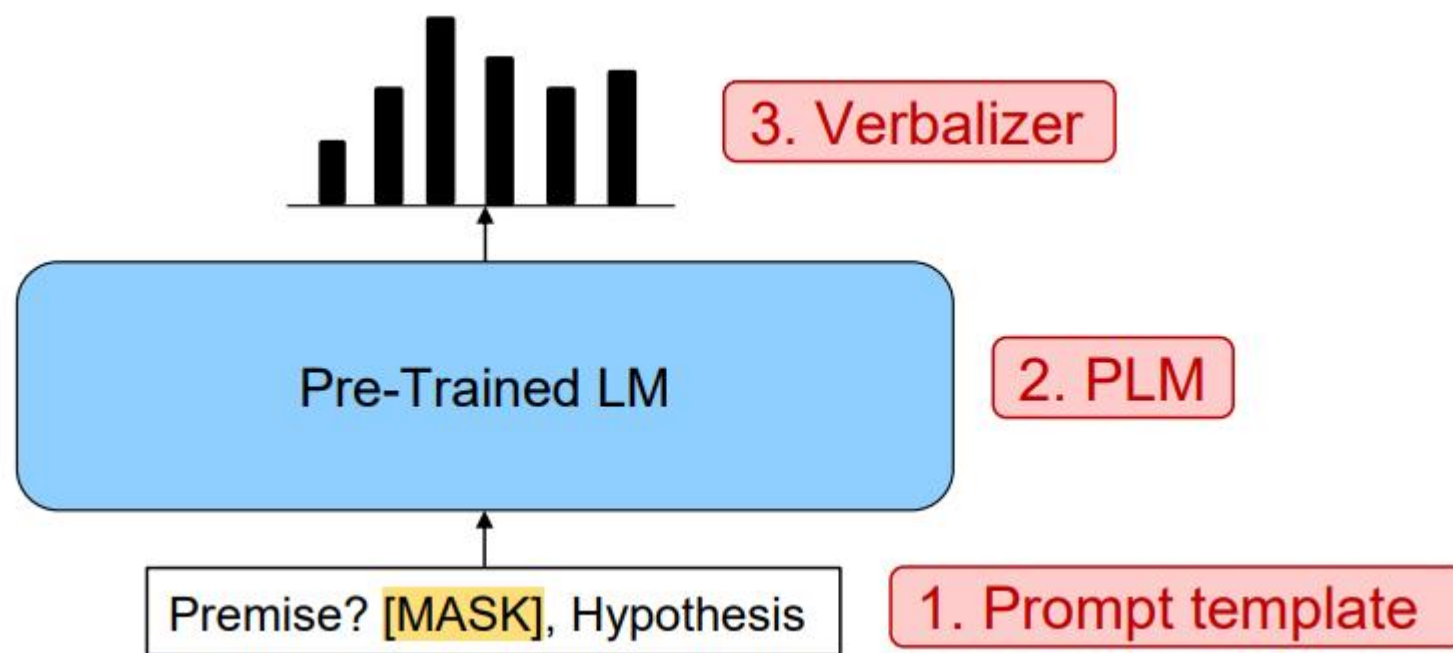 3. Verbalizer
Pre-Trained LM
2. PLM
Premise? [MASK], Hypothesis
1. Prompt template